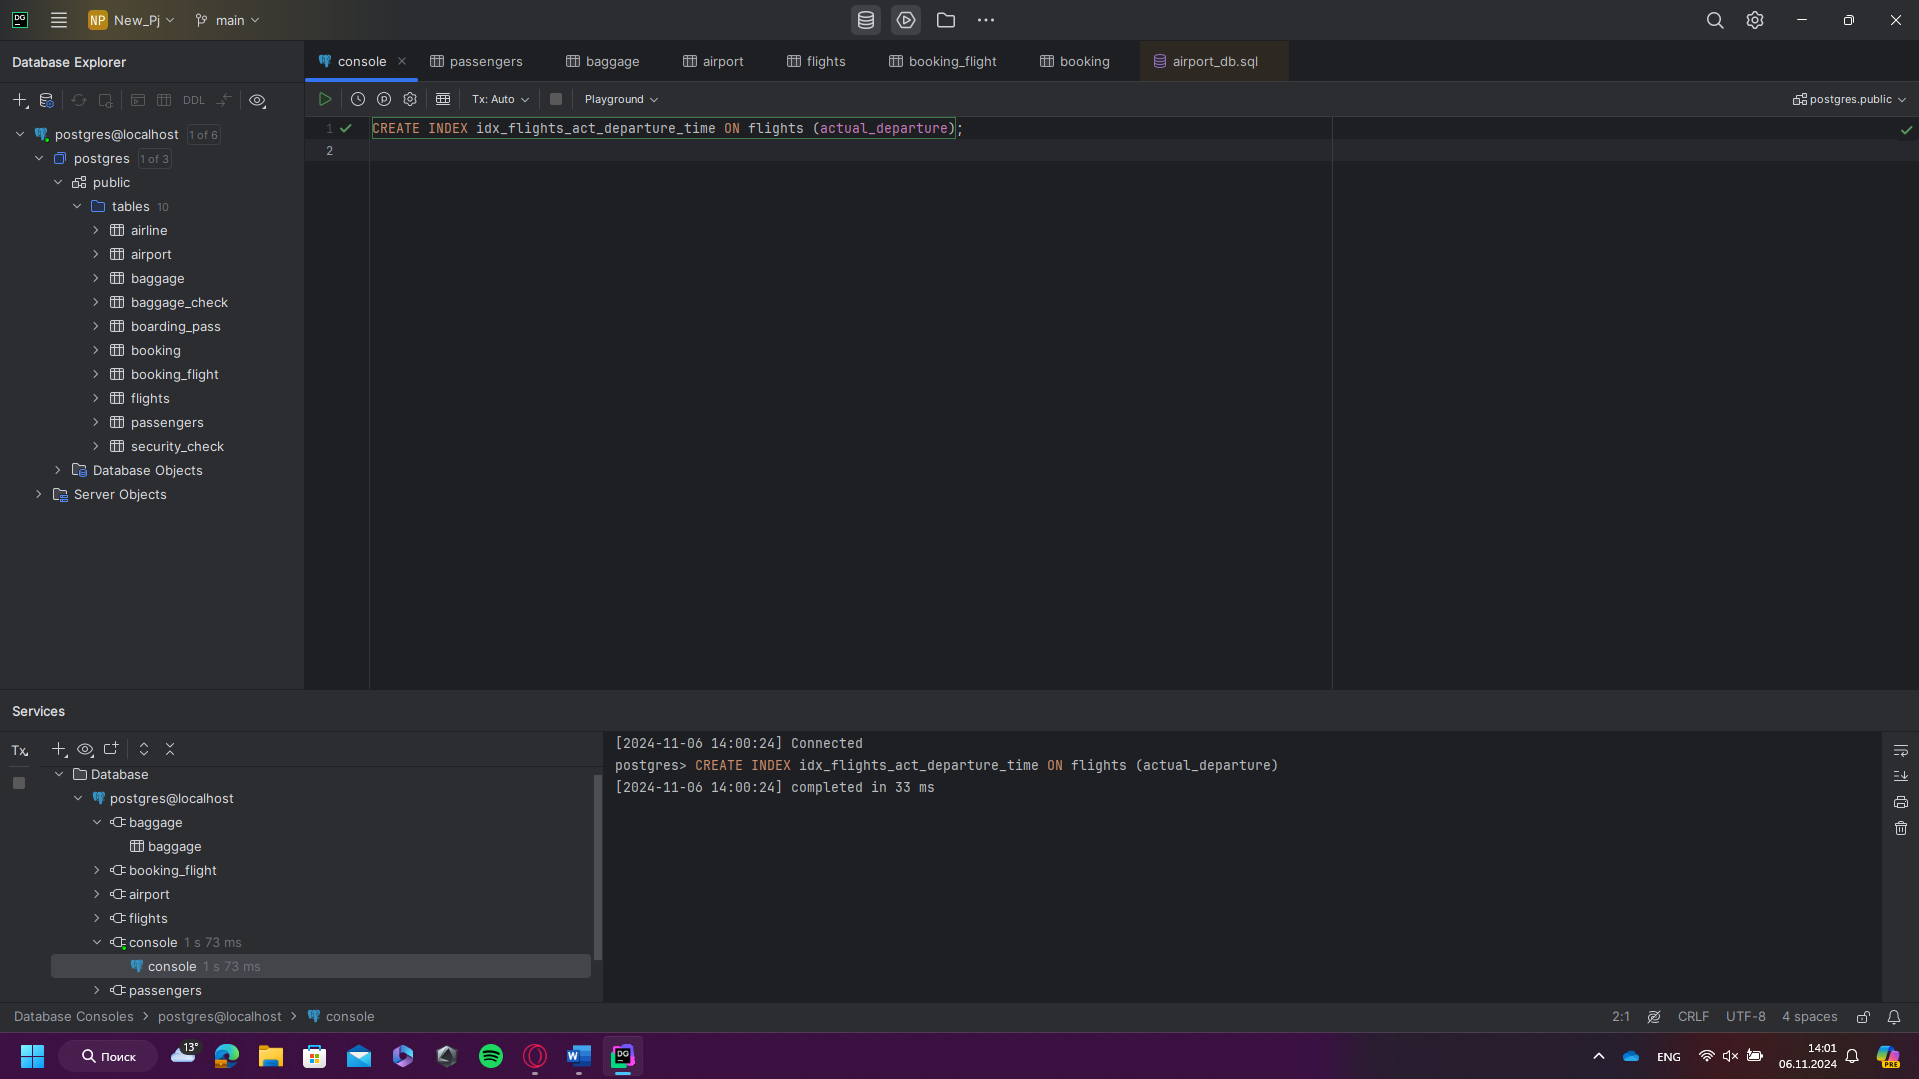 DG NP New_Pj main
Database Explorer
console passengers baggage airport flights booking_flight booking airport_db.sql
DDL
Tx: Auto Playground postgres.public
1 CREATE INDEX idx_flights_act_departure_time ON flights (actual_departure);
2
postgres@localhost 1 of 6
postgres 1 of 3
public
tables 10
airline
airport
baggage
baggage_check
boarding_pass
booking
booking_flight
flights
passengers
security_check
Database Objects
Server Objects
Services
Tx
Database
postgres@localhost
baggage
baggage
booking_flight
airport
flights
console 1 s 73 ms
console 1 s 73 ms
passengers
[2024-11-06 14:00:24] Connected
postgres> CREATE INDEX idx_flights_act_departure_time ON flights (actual_departure)
[2024-11-06 14:00:24] completed in 33 ms
Database Consoles postgres@localhost console
2:1 CRLF UTF-8 4 spaces
Поиск 13° W DG ENG 14:01
06.11.2024
PRE